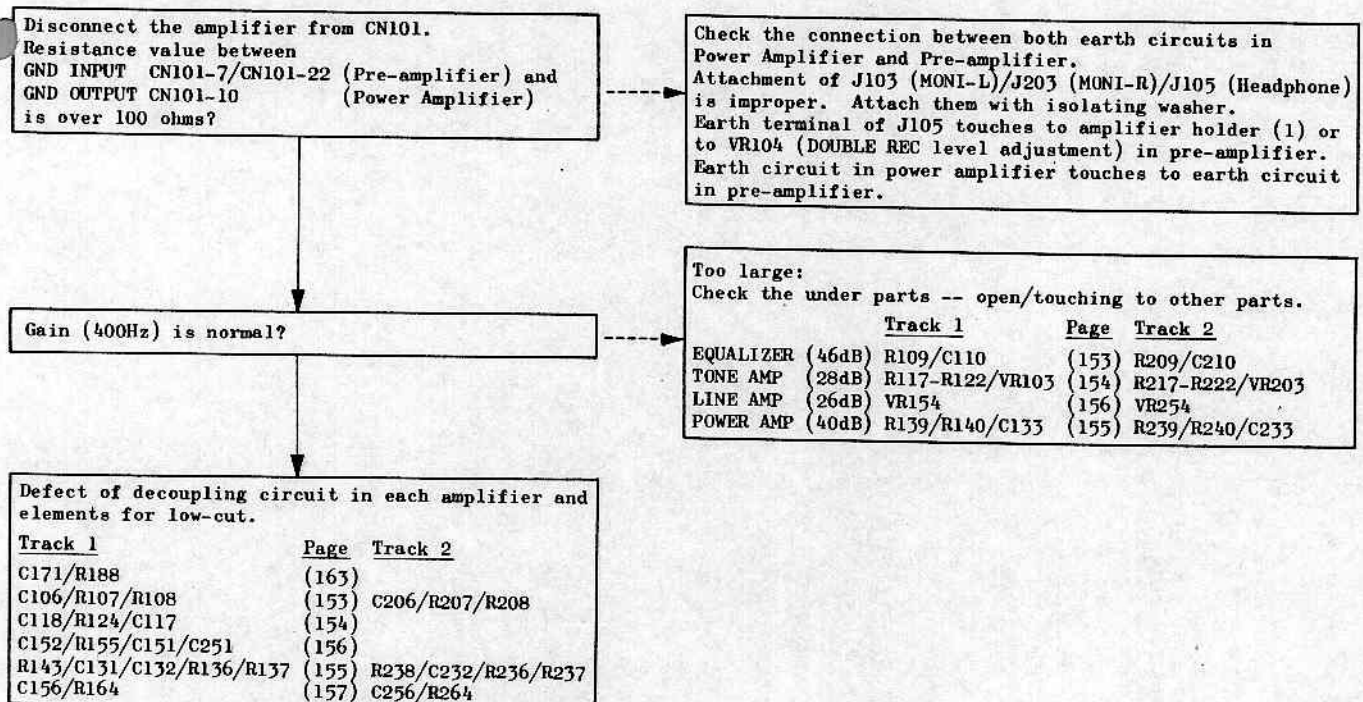 Disconnect the amplifier from CN101.
Resistance value between
GND INPUT CN101-7/CN101-22 (Pre-amplifier) and
GND OUTPUT CN101-10 (Power Amplifier)
is over 100 ohms?
Check the connection between both earth circuits in
Power Amplifier and Pre-amplifier.
Attachment of J103 (MONI-L)/J203 (MONI-R)/J105 (Headphone)
is improper. Attach them with isolating washer.
Earth terminal of J105 touches to amplifier holder (1) or
to VR104 (DOUBLE REC level adjustment) in pre-amplifier.
Earth circuit in power amplifier touches to earth circuit
in pre-amplifier.
Gain (400Hz) is normal?
Too large:
Check the under parts -- open/touching to other parts.
Track 1 Page Track 2
EQUALIZER (46dB) R109/C110 (153) R209/C210
TONE AMP (28dB) R117-R122/VR103 (154) R217-R222/VR203
LINE AMP (26dB) VR154 (156) VR254
POWER AMP (40dB) R139/R140/C133 (155) R239/R240/C233
Defect of decoupling circuit in each amplifier and
elements for low-cut.
Track 1 Page Track 2
C171/R188 (163)
C106/R107/R108 (153) C206/R207/R208
C118/R124/C117 (154)
C152/R155/C151/C251 (156)
R143/C131/C132/R136/R137 (155) R238/C232/R236/R237
C156/R164 (157) C256/R264